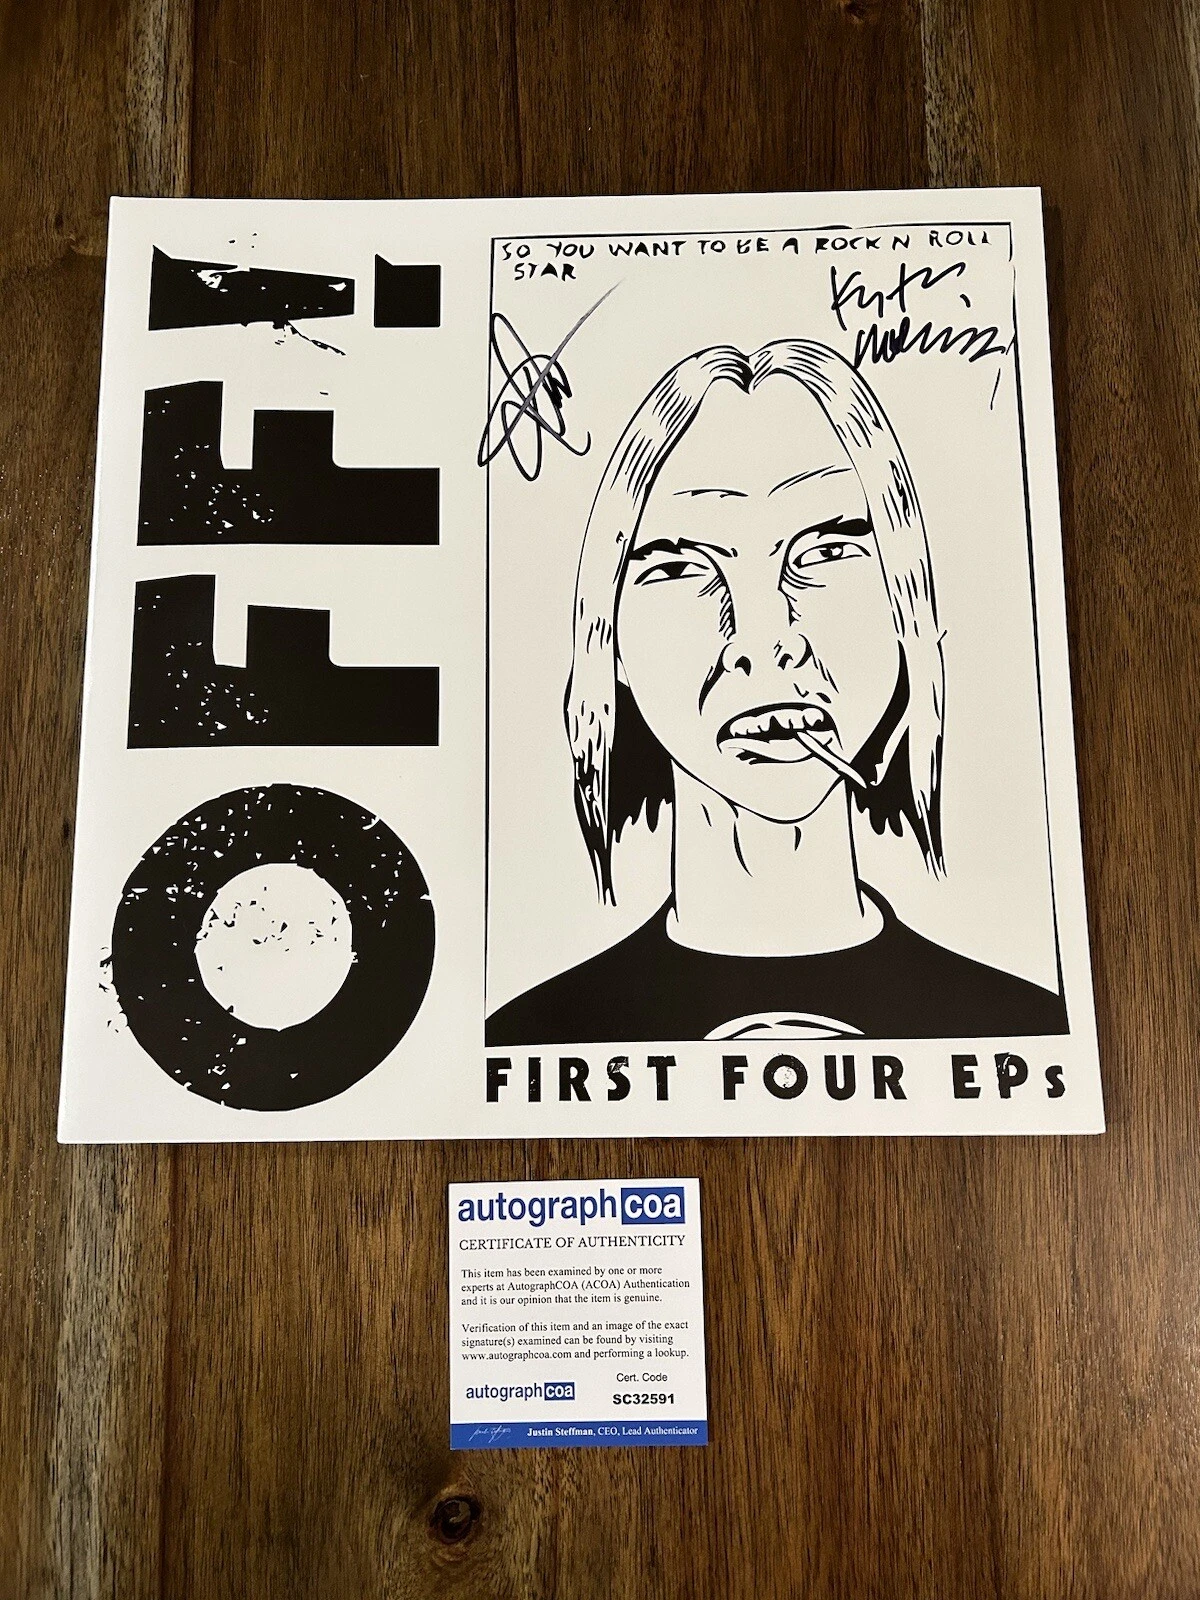 OFF!
SO YOU WANT TO BE A ROCK N ROLL
STAR
FIRST FOUR EPs
autographcoa
CERTIFICATE OF AUTHENTICITY
This item has been examined by one or more
experts at AutographCOA (ACOA) Authentication
and it is our opinion that the item is genuine.
Verification of this item and an image of the exact
signature(s) examined can be found by visiting
www.autographcoa.com and performing a lookup.
autographcoa
Cert. Code
SC32591
Justin Steffman, CEO, Lead Authenticator